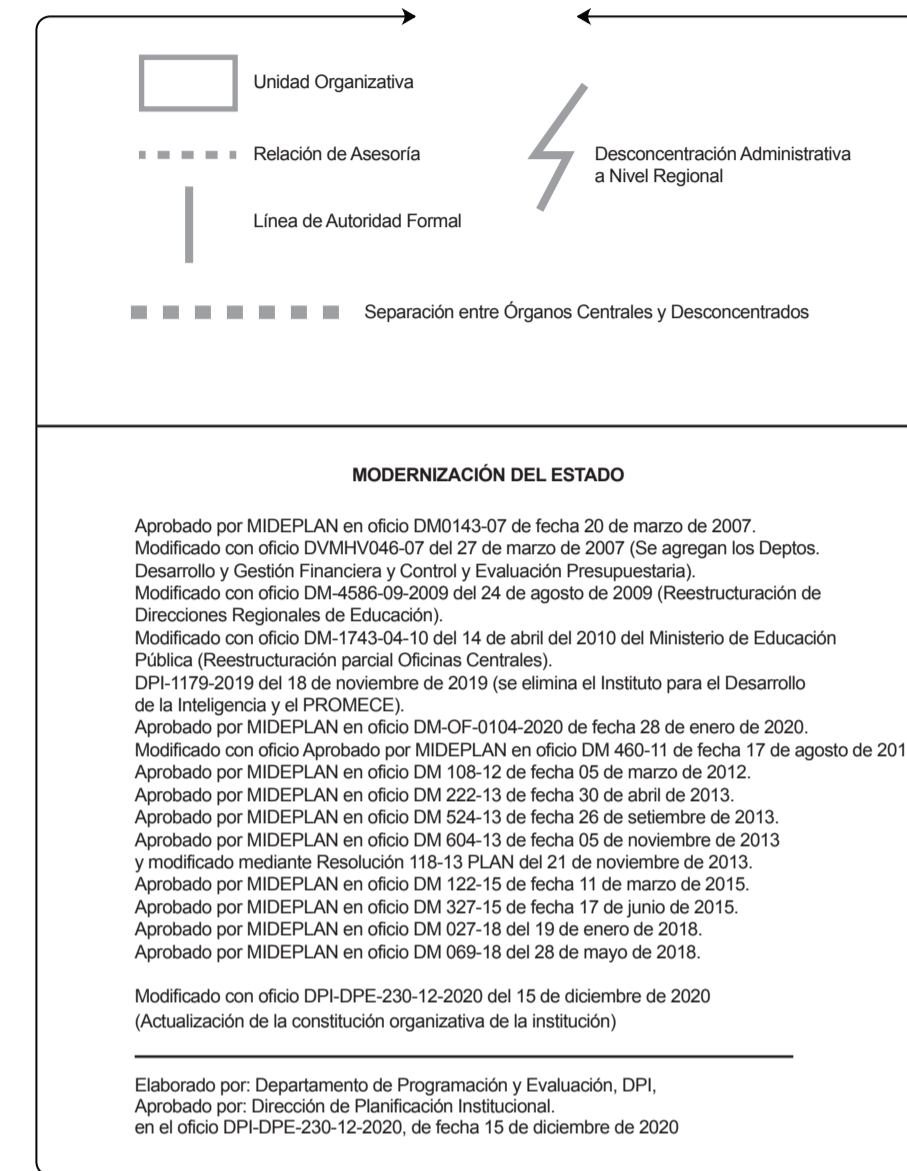 Unidad Organizativa
Relación de Asesoría
Línea de Autoridad Formal
Desconcentración Administrativa
a Nivel Regional
Separación entre Órganos Centrales y Desconcentrados
MODERNIZACIÓN DEL ESTADO
Aprobado por MIDEPLAN en oficio DM0143-07 de fecha 20 de marzo de 2007.
Modificado con oficio DVMHV046-07 del 27 de marzo de 2007 (Se agregan los Deptos.
Desarrollo y Gestión Financiera y Control y Evaluación Presupuestaria).
Modificado con oficio DM-4586-09-2009 del 24 de agosto de 2009 (Reestructuración de
Direcciones Regionales de Educación).
Modificado con oficio DM-1743-04-10 del 14 de abril del 2010 del Ministerio de Educación
Pública (Reestructuración parcial Oficinas Centrales).
DPI-1179-2019 del 18 de noviembre de 2019 (se elimina el Instituto para el Desarrollo
de la Inteligencia y el PROMECE).
Aprobado por MIDEPLAN en oficio DM-OF-0104-2020 de fecha 28 de enero de 2020.
Modificado con oficio Aprobado por MIDEPLAN en oficio DM 460-11 de fecha 17 de agosto de 201
Aprobado por MIDEPLAN en oficio DM 108-12 de fecha 05 de marzo de 2012.
Aprobado por MIDEPLAN en oficio DM 222-13 de fecha 30 de abril de 2013.
Aprobado por MIDEPLAN en oficio DM 524-13 de fecha 26 de setiembre de 2013.
Aprobado por MIDEPLAN en oficio DM 604-13 de fecha 05 de noviembre de 2013
y modificado mediante Resolución 118-13 PLAN del 21 de noviembre de 2013.
Aprobado por MIDEPLAN en oficio DM 122-15 de fecha 11 de marzo de 2015.
Aprobado por MIDEPLAN en oficio DM 327-15 de fecha 17 de junio de 2015.
Aprobado por MIDEPLAN en oficio DM 027-18 del 19 de enero de 2018.
Aprobado por MIDEPLAN en oficio DM 069-18 del 28 de mayo de 2018.
Modificado con oficio DPI-DPE-230-12-2020 del 15 de diciembre de 2020
(Actualización de la constitución organizativa de la institución)
Elaborado por: Departamento de Programación y Evaluación, DPI,
Aprobado por: Dirección de Planificación Institucional.
en el oficio DPI-DPE-230-12-2020, de fecha 15 de diciembre de 2020